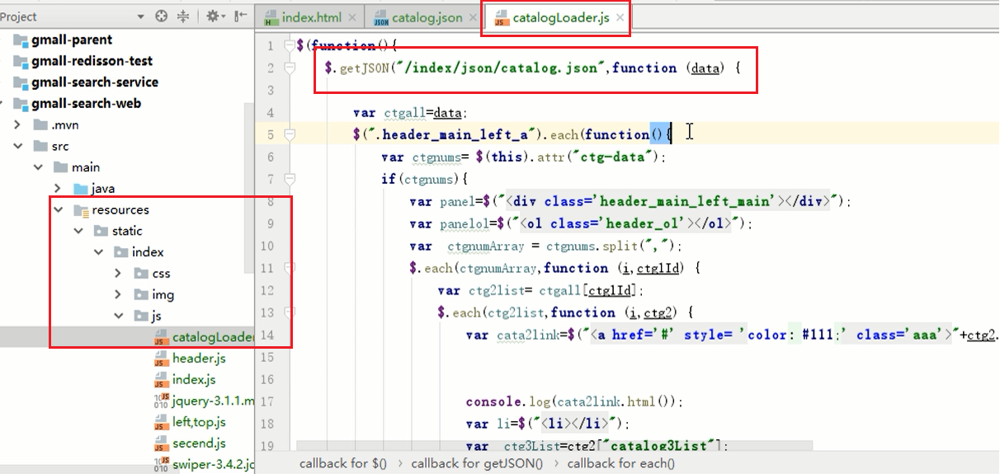 Project
index.html
catalog.json
catalogLoader.js
gmall-parent
gmall-redisson-test
gmall-search-service
gmall-search-web
.mvn
src
main
java
resources
static
index
css
img
js
catalogLoader
header.js
index.js
jquery-3.1.1.m
left,top.js
secend.js
swiper-3.4.2.jq
1 $(function(){
2 $.getJSON("/index/json/catalog.json",function (data) {
3
4 var ctgall=data;
5 $(".header_main_left_a").each(function(){
6 var ctgnums= $(this).attr("ctg-data");
7 if(ctgnums){
8 var panel=$("<div class='header_main_left_main'></div>");
9 var panelol=$("<ol class='header_ol'></ol>");
10 var ctgnumArray = ctgnums.split(",");
11 $.each(ctgnumArray,function (i,ctg1Id) {
12 var ctg2list= ctgall[ctg1Id];
13 $.each(ctg2list,function (i,ctg2) {
14 var cata2link=$("<a href='#' style= 'color: #111;' class='aaa'>"+ctg2.
15
16
17 console.log(cata2link.html());
18 var li=$("<li></li>");
19 var ctg3List=ctg2["catalog3List"];
callback for $() › callback for getJSON() › callback for each()